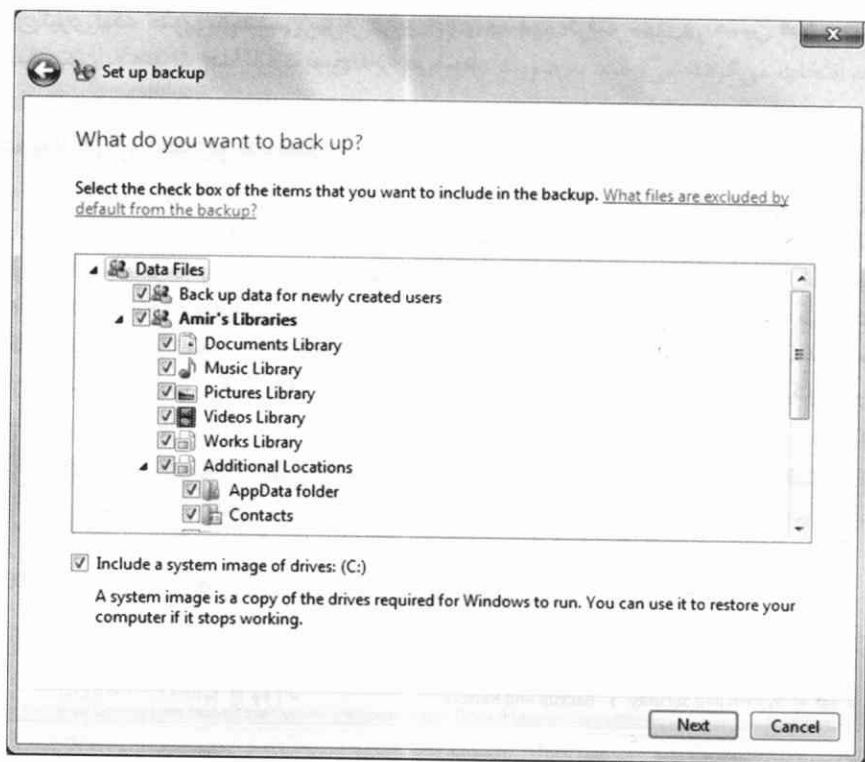 Set up backup
What do you want to back up?
Select the check box of the items that you want to include in the backup. What files are excluded by
default from the backup?
Data Files
Back up data for newly created users
Amir's Libraries
Documents Library
Music Library
Pictures Library
Videos Library
Works Library
Additional Locations
AppData folder
Contacts
Include a system image of drives: (C:)
A system image is a copy of the drives required for Windows to run. You can use it to restore your
computer if it stops working.
Next
Cancel